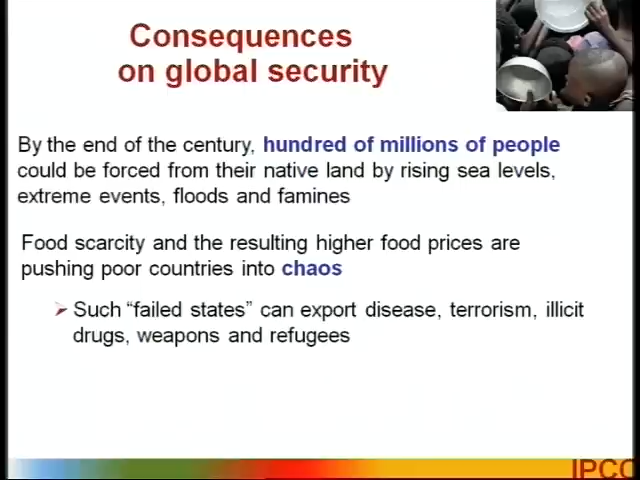 Consequences
on global security
By the end of the century, hundred of millions of people
could be forced from their native land by rising sea levels,
extreme events, floods and famines
Food scarcity and the resulting higher food prices are
pushing poor countries into chaos
➢ Such “failed states” can export disease, terrorism, illicit
drugs, weapons and refugees
IPCC